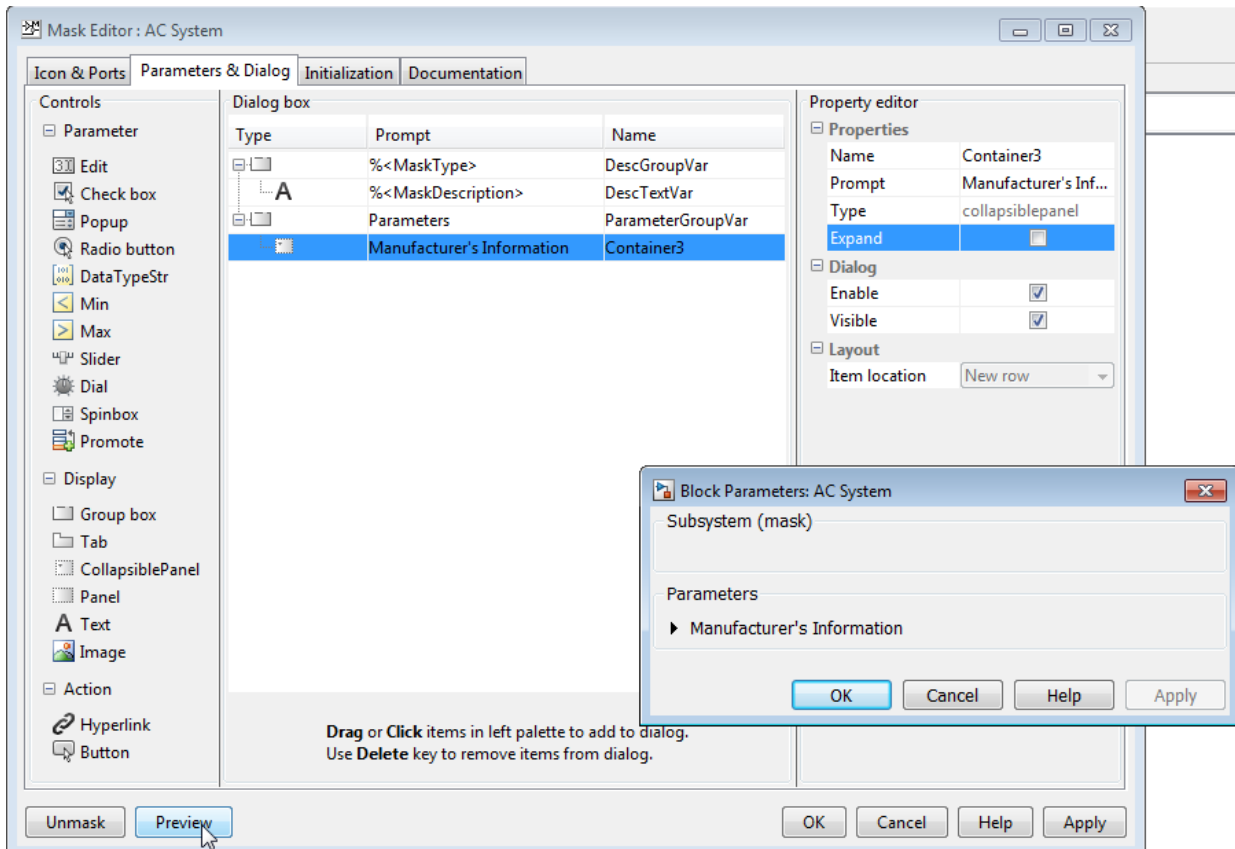 Mask Editor : AC System
Icon & Ports Parameters & Dialog Initialization Documentation
Controls
Parameter
Edit
Check box
Popup
Radio button
DataTypeStr
Min
Max
Slider
Dial
Spinbox
Promote
Display
Group box
Tab
CollapsiblePanel
Panel
A Text
Image
Action
Hyperlink
Button
Dialog box
Type Prompt Name
%<MaskType> DescGroupVar
A %<MaskDescription> DescTextVar
Parameters ParameterGroupVar
Manufacturer's Information Container3
Drag or Click items in left palette to add to dialog.
Use Delete key to remove items from dialog.
Property editor
Properties
Name Container3
Prompt Manufacturer's Inf...
Type collapsiblepanel
Expand
Dialog
Enable
Visible
Layout
Item location New row
Block Parameters: AC System
Subsystem (mask)
Parameters
Manufacturer's Information
OK Cancel Help Apply
Unmask Preview OK Cancel Help Apply